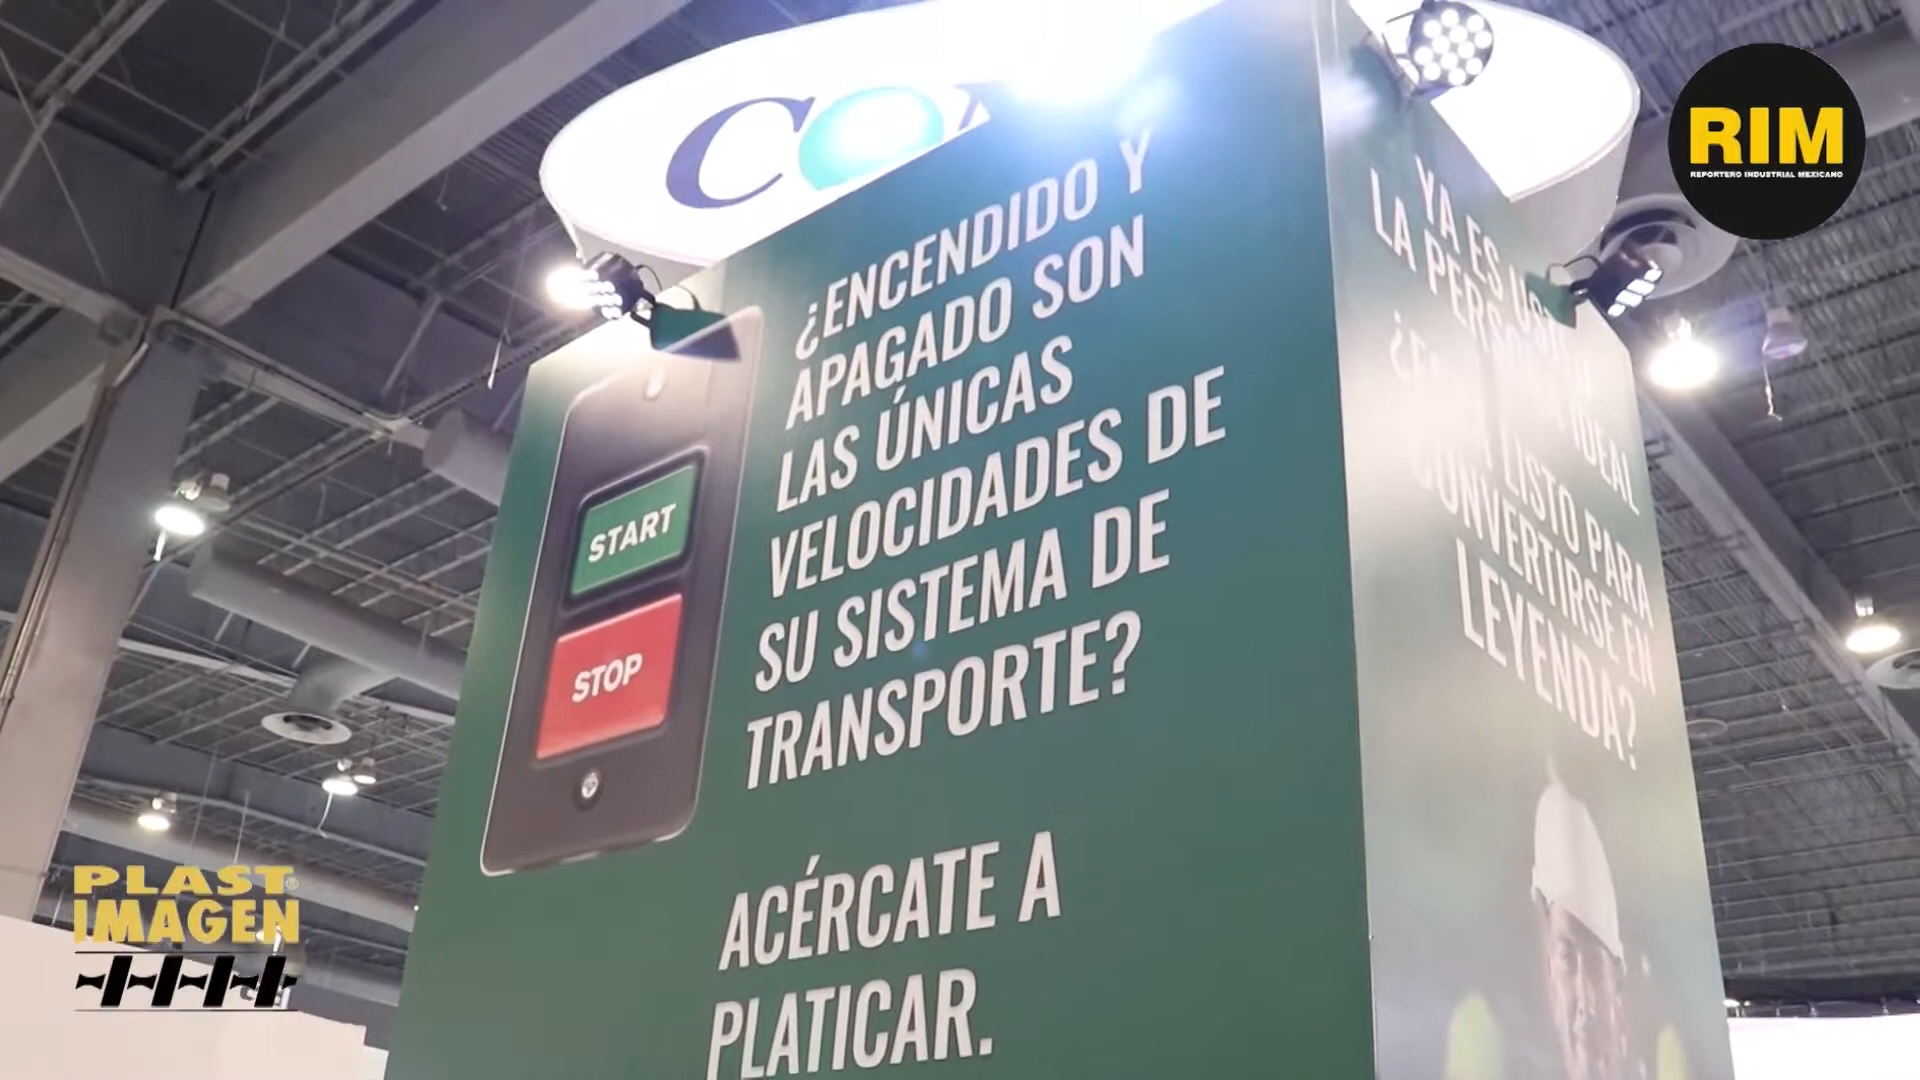 RIM
REPORTERO INDUSTRIAL MEXICANO
¿ENCENDIDO Y
APAGADO SON
LAS ÚNICAS
VELOCIDADES DE
SU SISTEMA DE
TRANSPORTE?
START
STOP
ACÉRCATE A
PLATICAR.
YA ES
LA IDEAL
LISTO PARA
CONVERTIRSE EN
LEYENDA?
PLAST
IMAGEN